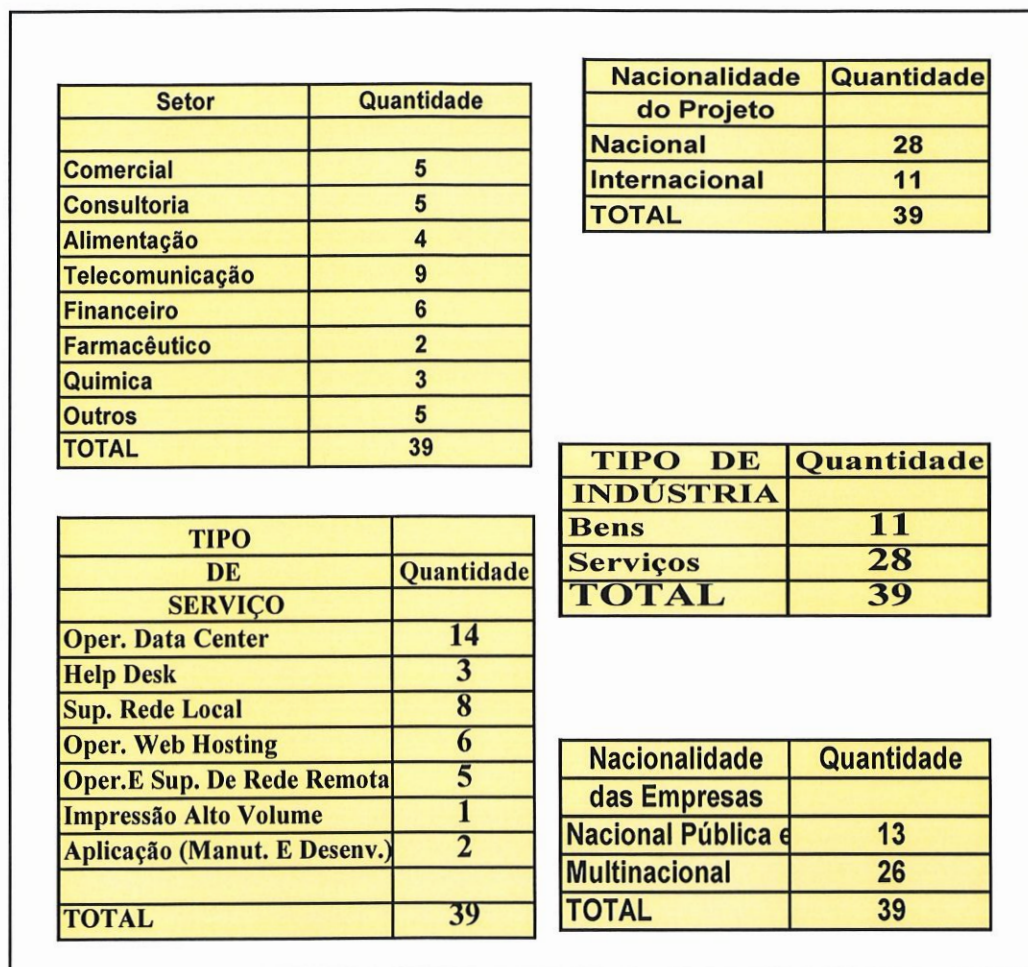 Setor Quantidade
Comercial 5
Consultoria 5
Alimentação 4
Telecomunicação 9
Financeiro 6
Farmacêutico 2
Quimica 3
Outros 5
TOTAL 39
Nacionalidade Quantidade
do Projeto
Nacional 28
Internacional 11
TOTAL 39
TIPO DE Quantidade
INDÚSTRIA
Bens 11
Serviços 28
TOTAL 39
TIPO
DE Quantidade
SERVIÇO
Oper. Data Center 14
Help Desk 3
Sup. Rede Local 8
Oper. Web Hosting 6
Oper.E Sup. De Rede Remota 5
Impressão Alto Volume 1
Aplicação (Manut. E Desenv.) 2
TOTAL 39
Nacionalidade Quantidade
das Empresas
Nacional Pública e 13
Multinacional 26
TOTAL 39